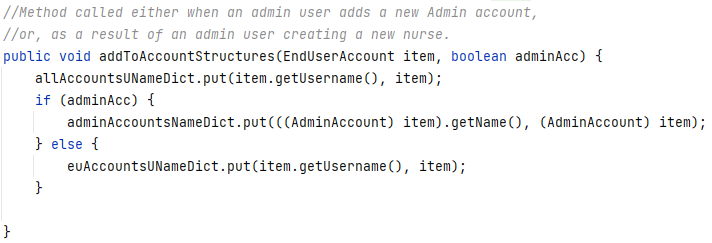 //Method called either when an admin user adds a new Admin account,
//or, as a result of an admin user creating a new nurse.
public void addToAccountStructures(EndUserAccount item, boolean adminAcc) {
    allAccountsUNameDict.put(item.getUsername(), item);
    if (adminAcc) {
        adminAccountsNameDict.put(((AdminAccount) item).getName(), (AdminAccount) item);
    } else {
        euAccountsUNameDict.put(item.getUsername(), item);
    }
}